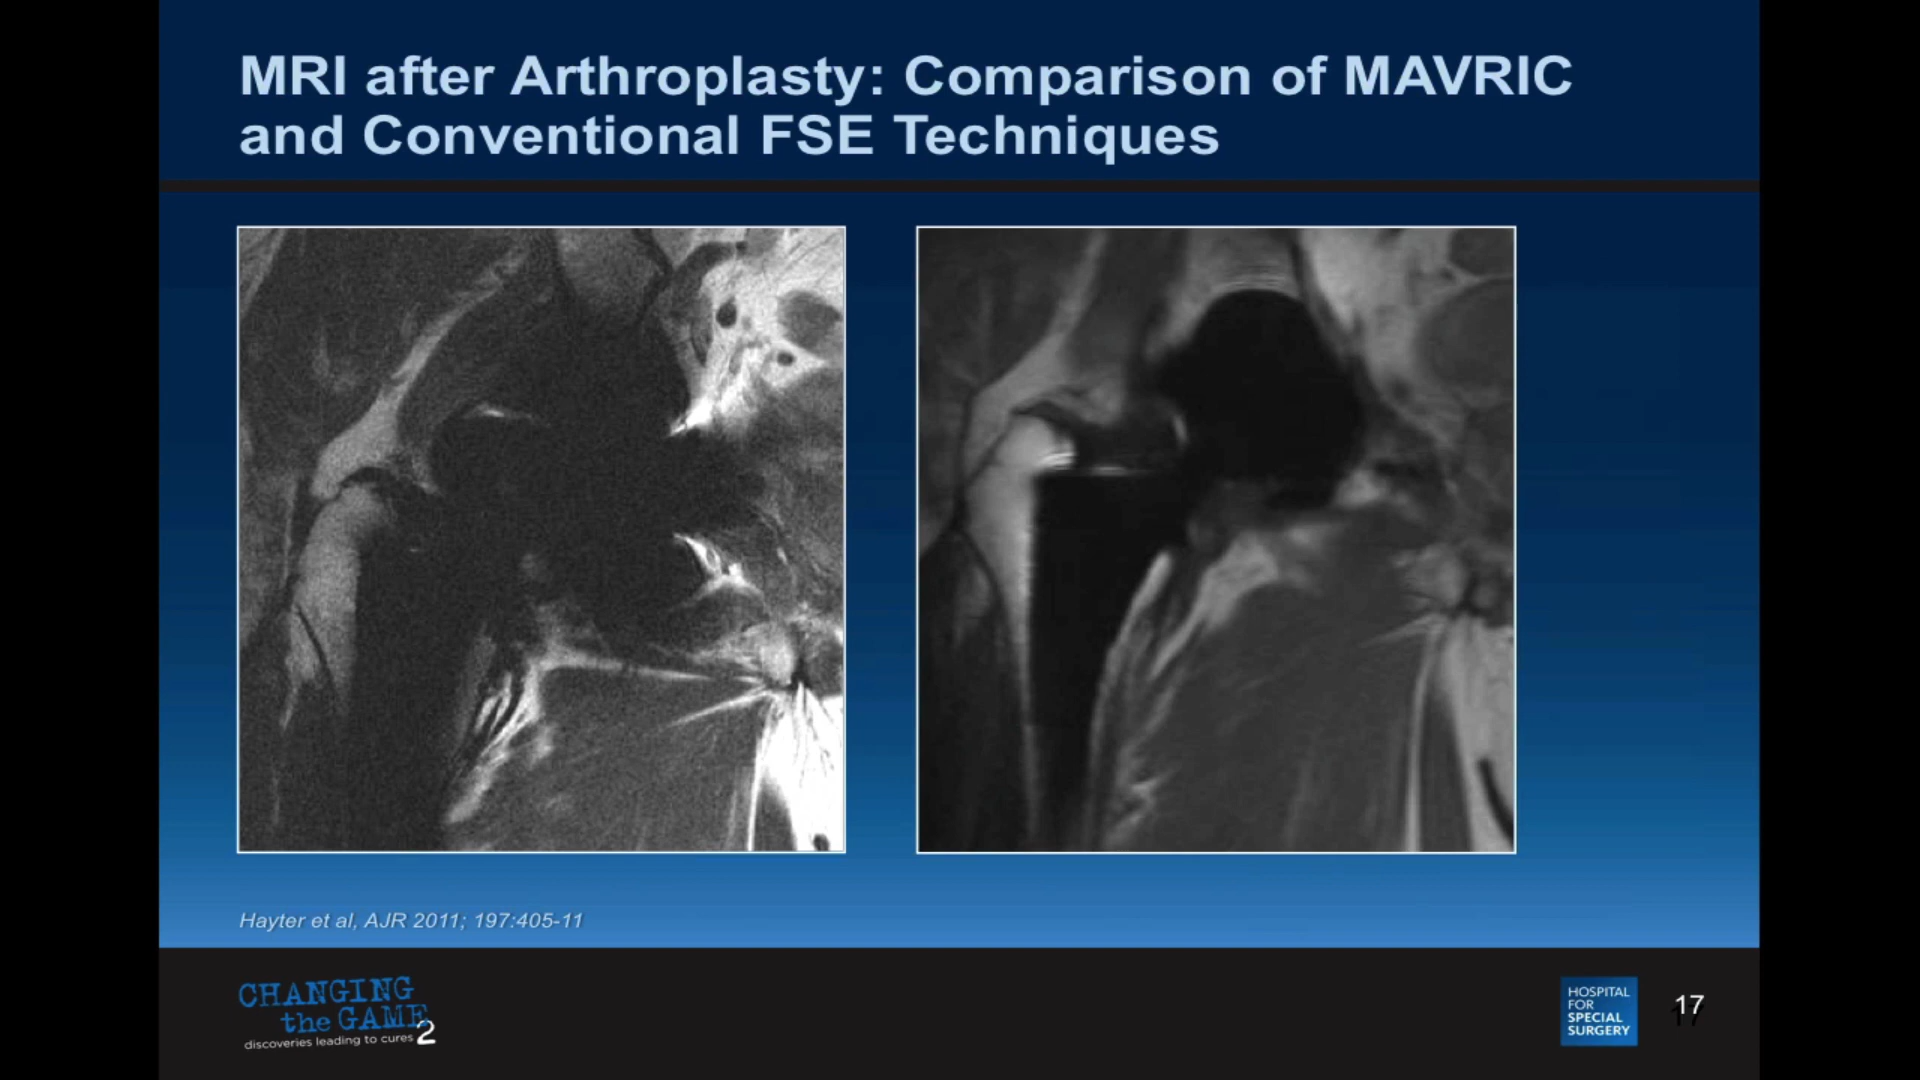 MRI after Arthroplasty: Comparison of MAVRIC
and Conventional FSE Techniques
Hayter et al, AJR 2011; 197:405-11
CHANGING
the GAME 2
discoveries leading to cures
HOSPITAL
FOR
SPECIAL
SURGERY
17